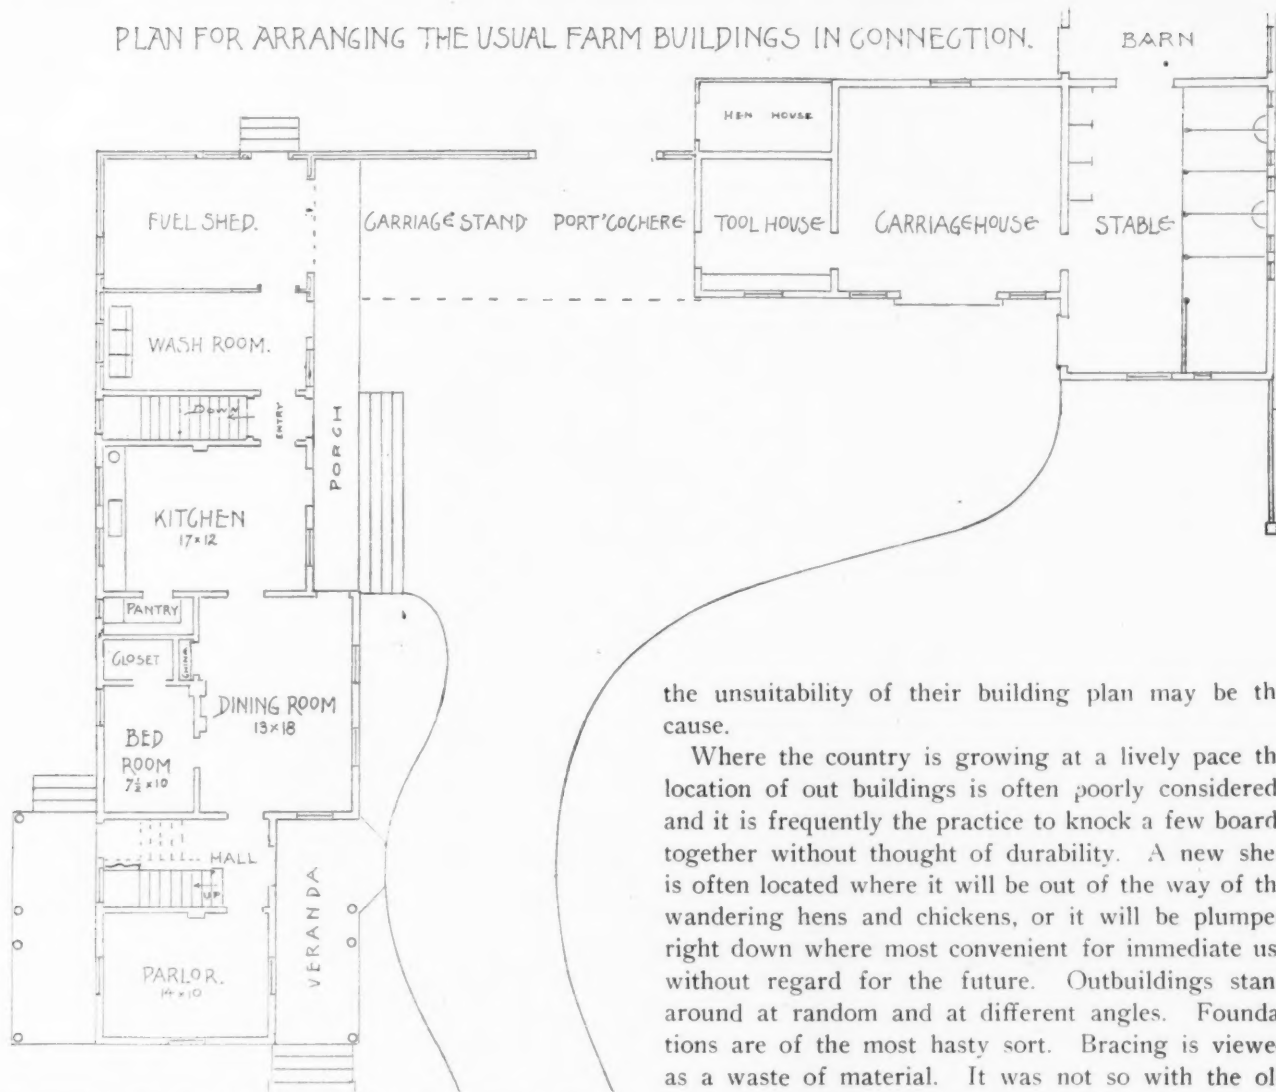 PLAN FOR ARRANGING THE USUAL FARM BUILDINGS IN CONNECTION.
BARN
HEN HOUSE
FUEL SHED.
CARRIAGE STAND
PORT'COCHERE
TOOL HOUSE
CARRIAGEHOUSE
STABLE
WASH ROOM.
DOWN
ENTRY
PORCH
KITCHEN
17×12
PANTRY
CLOSET
CHINA
DINING ROOM
13×18
BED
ROOM
7½×10
HALL
UP
VERANDA
PARLOR.
14×10
the unsuitability of their building plan may be th
cause.
Where the country is growing at a lively pace th
location of out buildings is often poorly considered
and it is frequently the practice to knock a few board
together without thought of durability. A new she
is often located where it will be out of the way of th
wandering hens and chickens, or it will be plumpe
right down where most convenient for immediate us
without regard for the future. Outbuildings stan
around at random and at different angles. Founda
tions are of the most hasty sort. Bracing is viewe
as a waste of material. It was not so with the ol